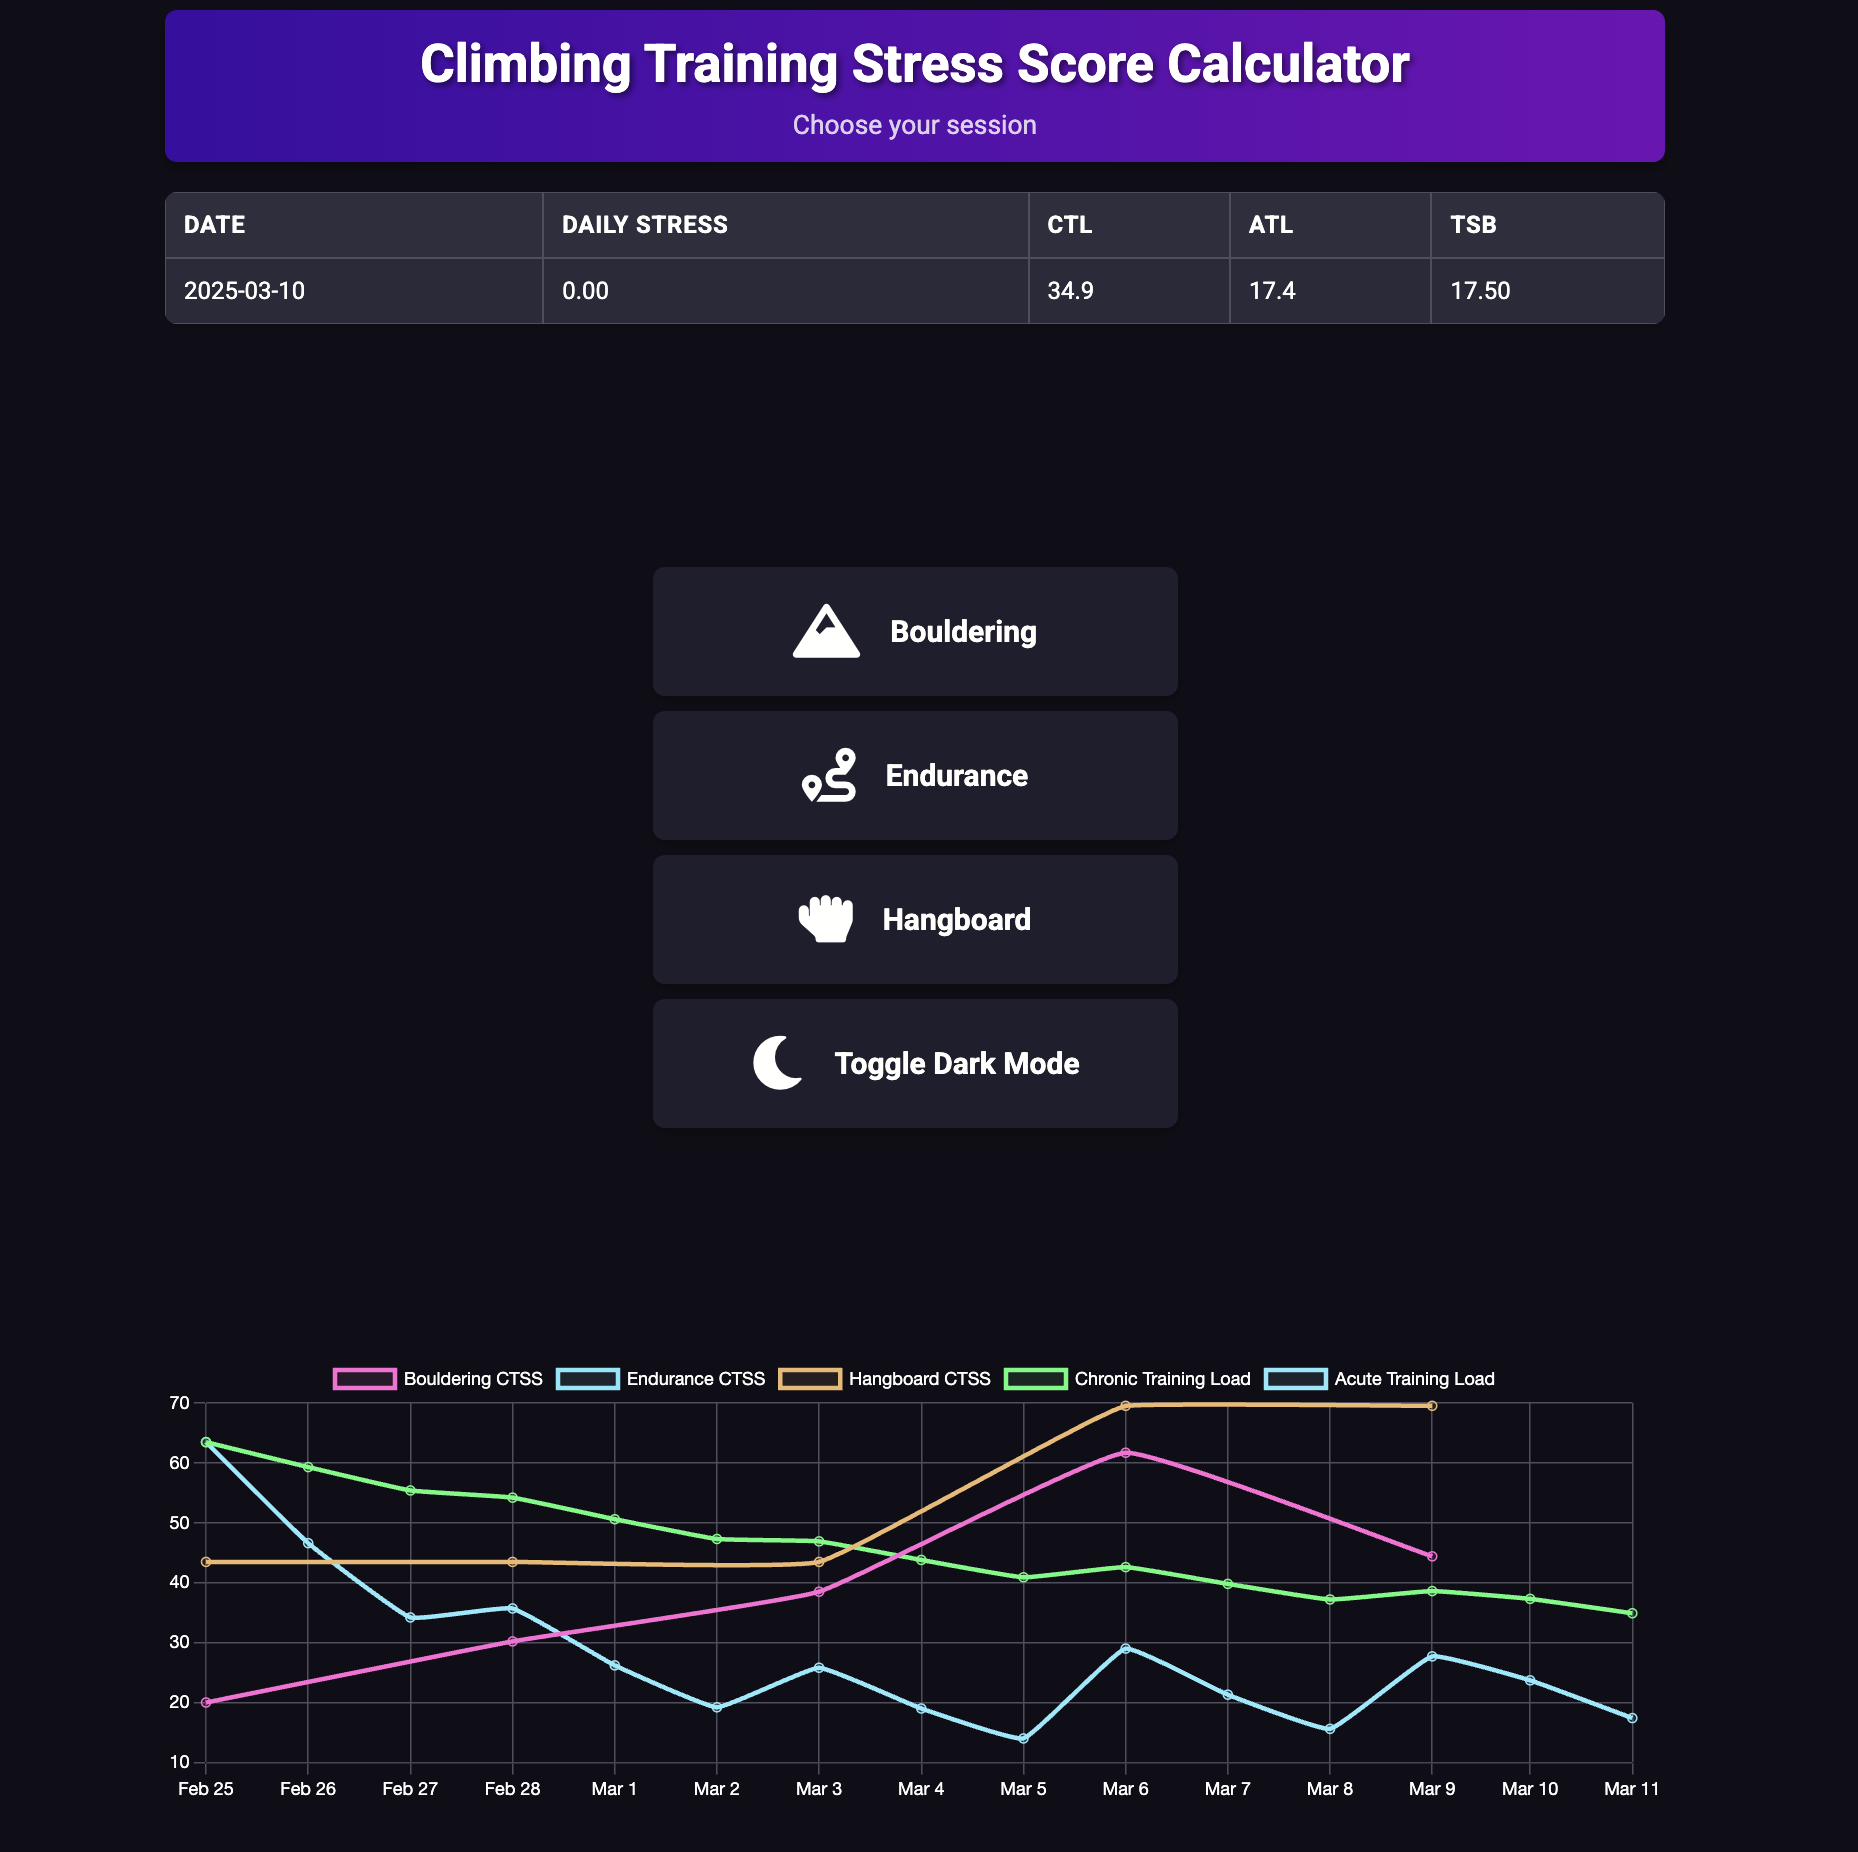 Climbing Training Stress Score Calculator
Choose your session
DATE DAILY STRESS CTL ATL TSB
2025-03-10 0.00 34.9 17.4 17.50
Bouldering
Endurance
Hangboard
Toggle Dark Mode
Bouldering CTSS Endurance CTSS Hangboard CTSS Chronic Training Load Acute Training Load
70
60
50
40
30
20
10
Feb 25 Feb 26 Feb 27 Feb 28 Mar 1 Mar 2 Mar 3 Mar 4 Mar 5 Mar 6 Mar 7 Mar 8 Mar 9 Mar 10 Mar 11